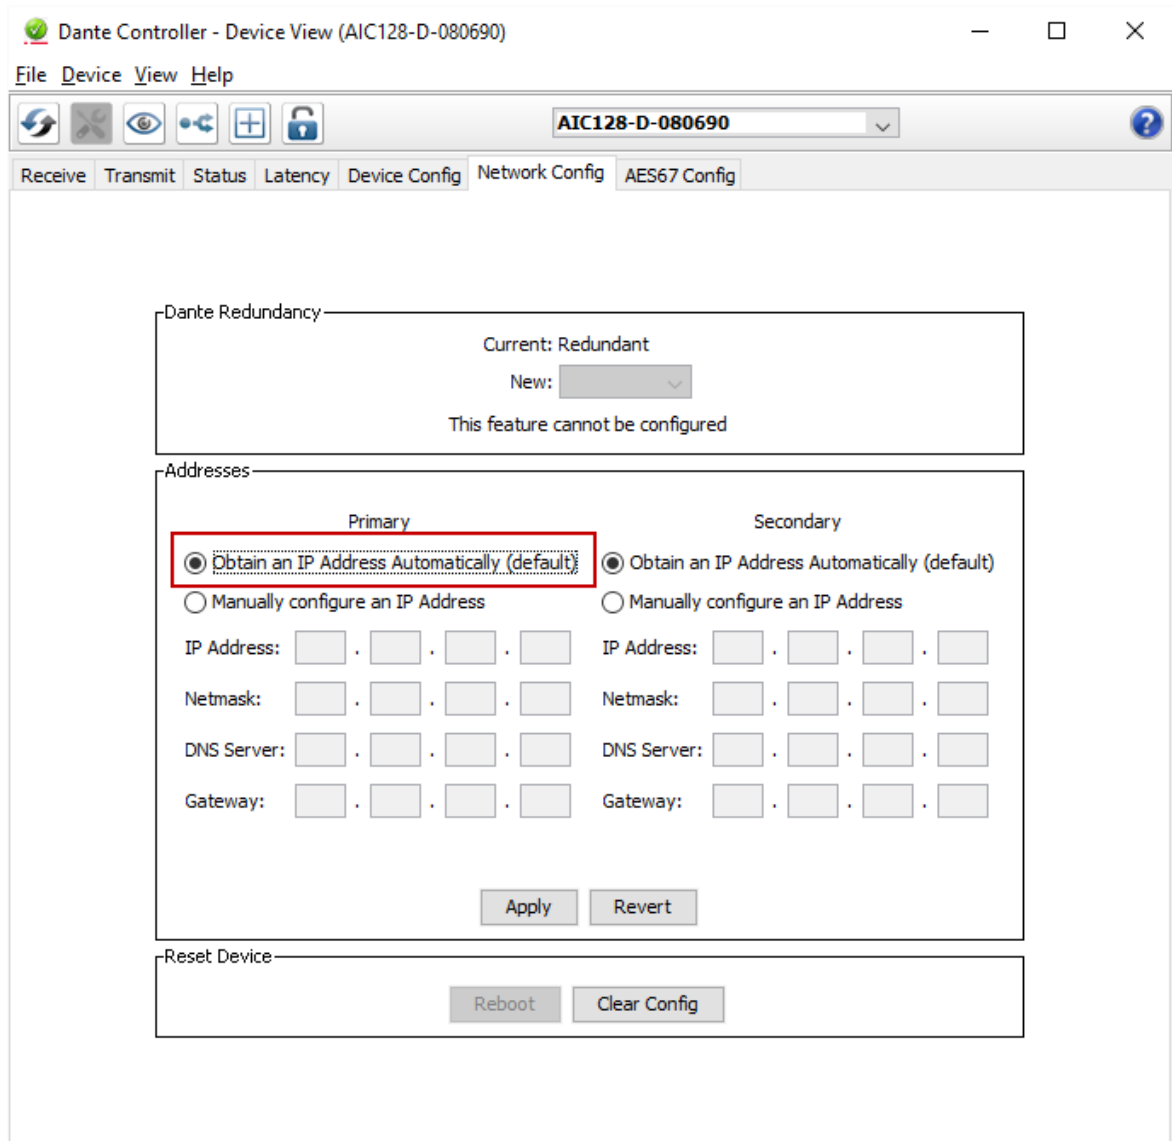 Dante Controller - Device View (AIC128-D-080690)
File Device View Help
AIC128-D-080690
Receive Transmit Status Latency Device Config Network Config AES67 Config
Dante Redundancy
Current: Redundant
New:
This feature cannot be configured
Addresses
Primary Secondary
Obtain an IP Address Automatically (default) Obtain an IP Address Automatically (default)
Manually configure an IP Address Manually configure an IP Address
IP Address: . . . IP Address: . . .
Netmask: . . . Netmask: . . .
DNS Server: . . . DNS Server: . . .
Gateway: . . . Gateway: . . .
Apply Revert
Reset Device
Reboot Clear Config